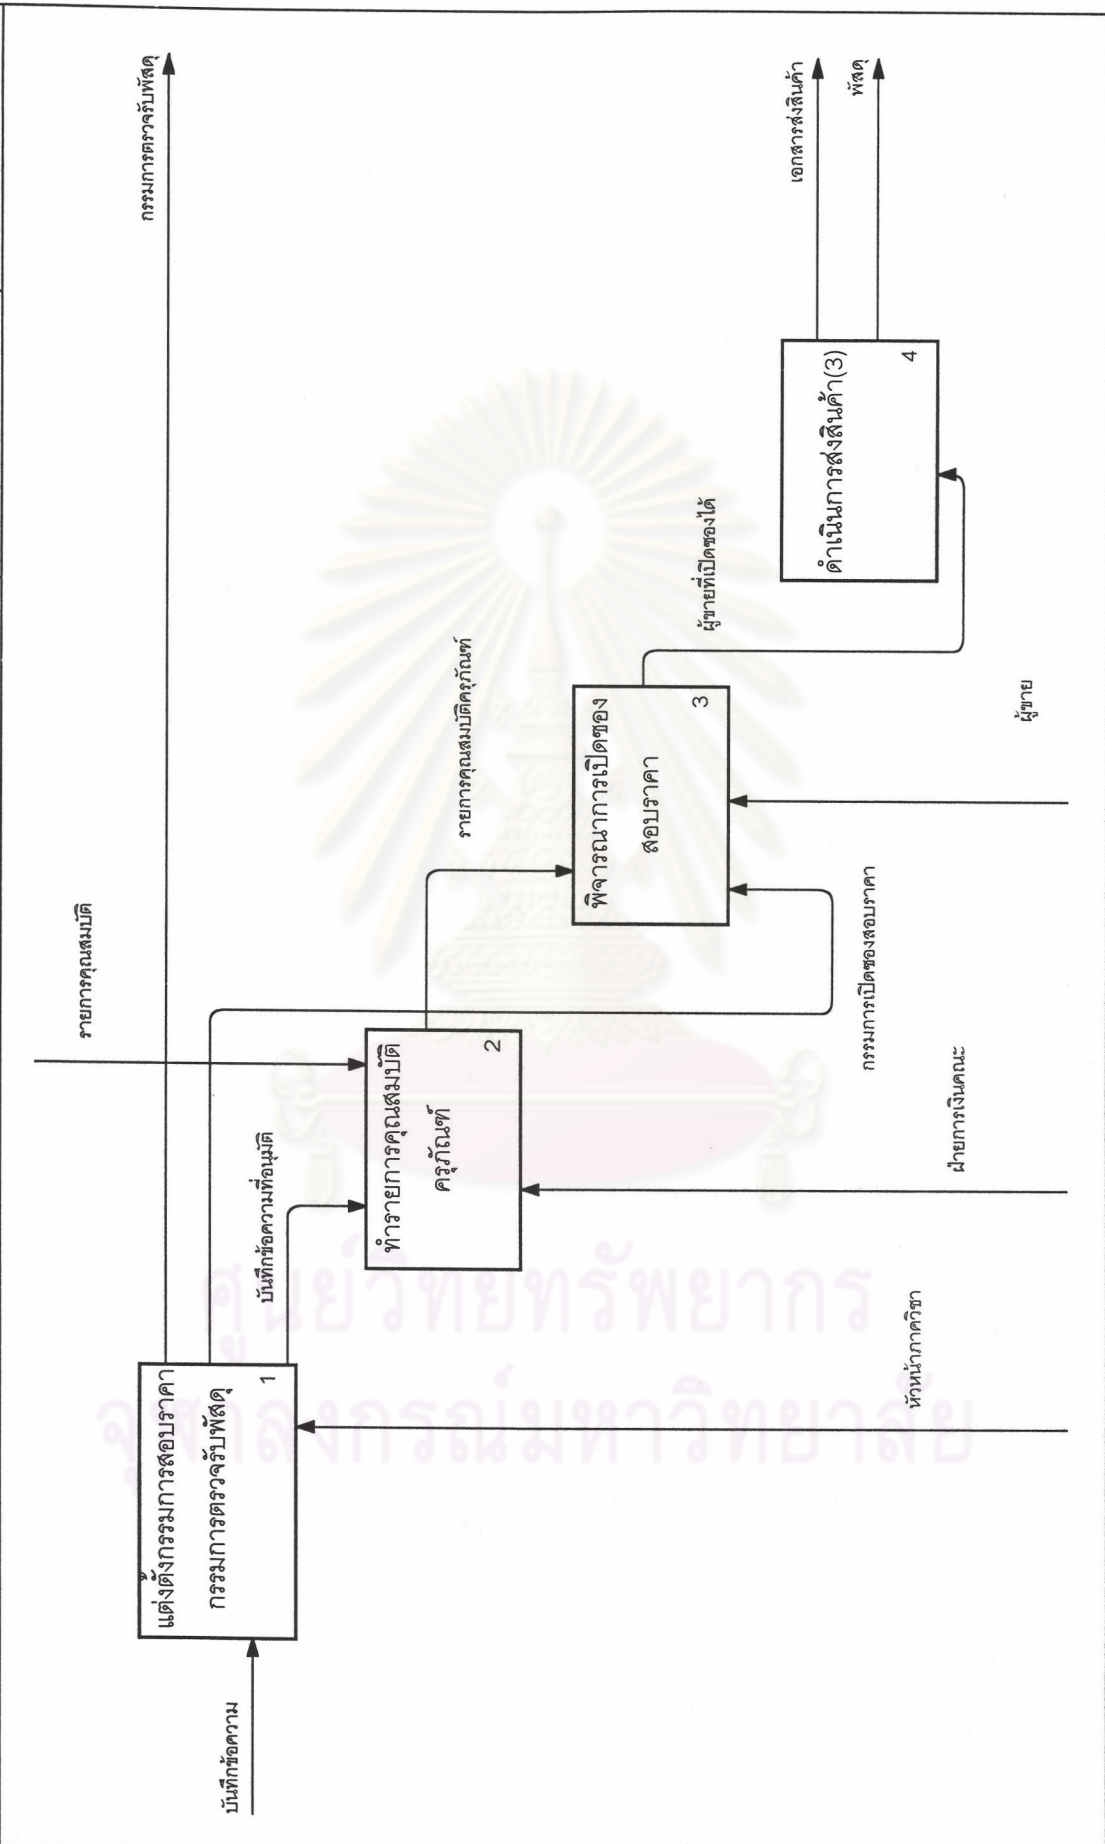 รายการคุณสมบัติ
กรรมการตรวจรับพัสดุ
แต่งตั้งกรรมการสอบราคา
กรรมการตรวจรับพัสดุ
1
บันทึกข้อความ
บันทึกข้อความที่อนุมัติ
ทำรายการคุณสมบัติ
ครุภัณฑ์
2
รายการคุณสมบัติครุภัณฑ์
พิจารณาการเปิดซอง
สอบราคา
3
ผู้ขายที่เปิดซองได้
ดำเนินการส่งสินค้า(3)
4
เอกสารส่งสินค้า
พัสดุ
กรรมการเปิดซองสอบราคา
หัวหน้าภาควิชา
ฝ่ายการเงินคณะ
ผู้ขาย
ศูนย์วิทยทรัพยากร
จุฬาลงกรณ์มหาวิทยาลัย